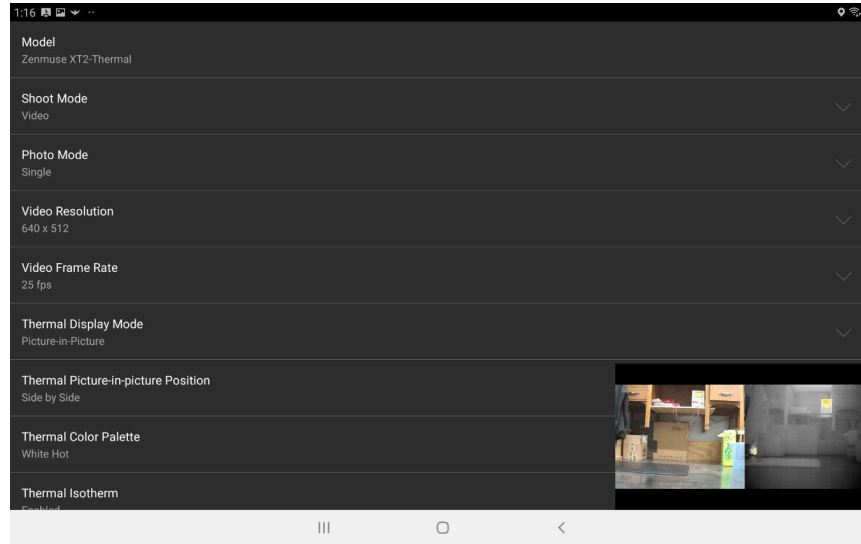 1:16
Model
Zenmuse XT2-Thermal
Shoot Mode
Video
Photo Mode
Single
Video Resolution
640 x 512
Video Frame Rate
25 fps
Thermal Display Mode
Picture-in-Picture
Thermal Picture-in-picture Position
Side by Side
Thermal Color Palette
White Hot
Thermal Isotherm
Enabled